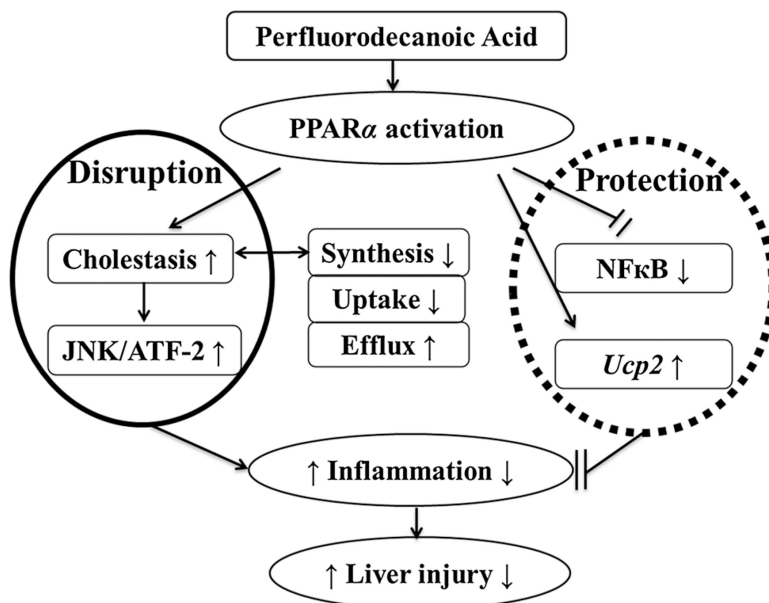 Perfluorodecanoic Acid
PPARα activation
Disruption
Protection
Cholestasis ↑
Synthesis ↓
NFκB ↓
Uptake ↓
JNK/ATF-2 ↑
Efflux ↑
Ucp2 ↑
↑ Inflammation ↓
↑ Liver injury ↓